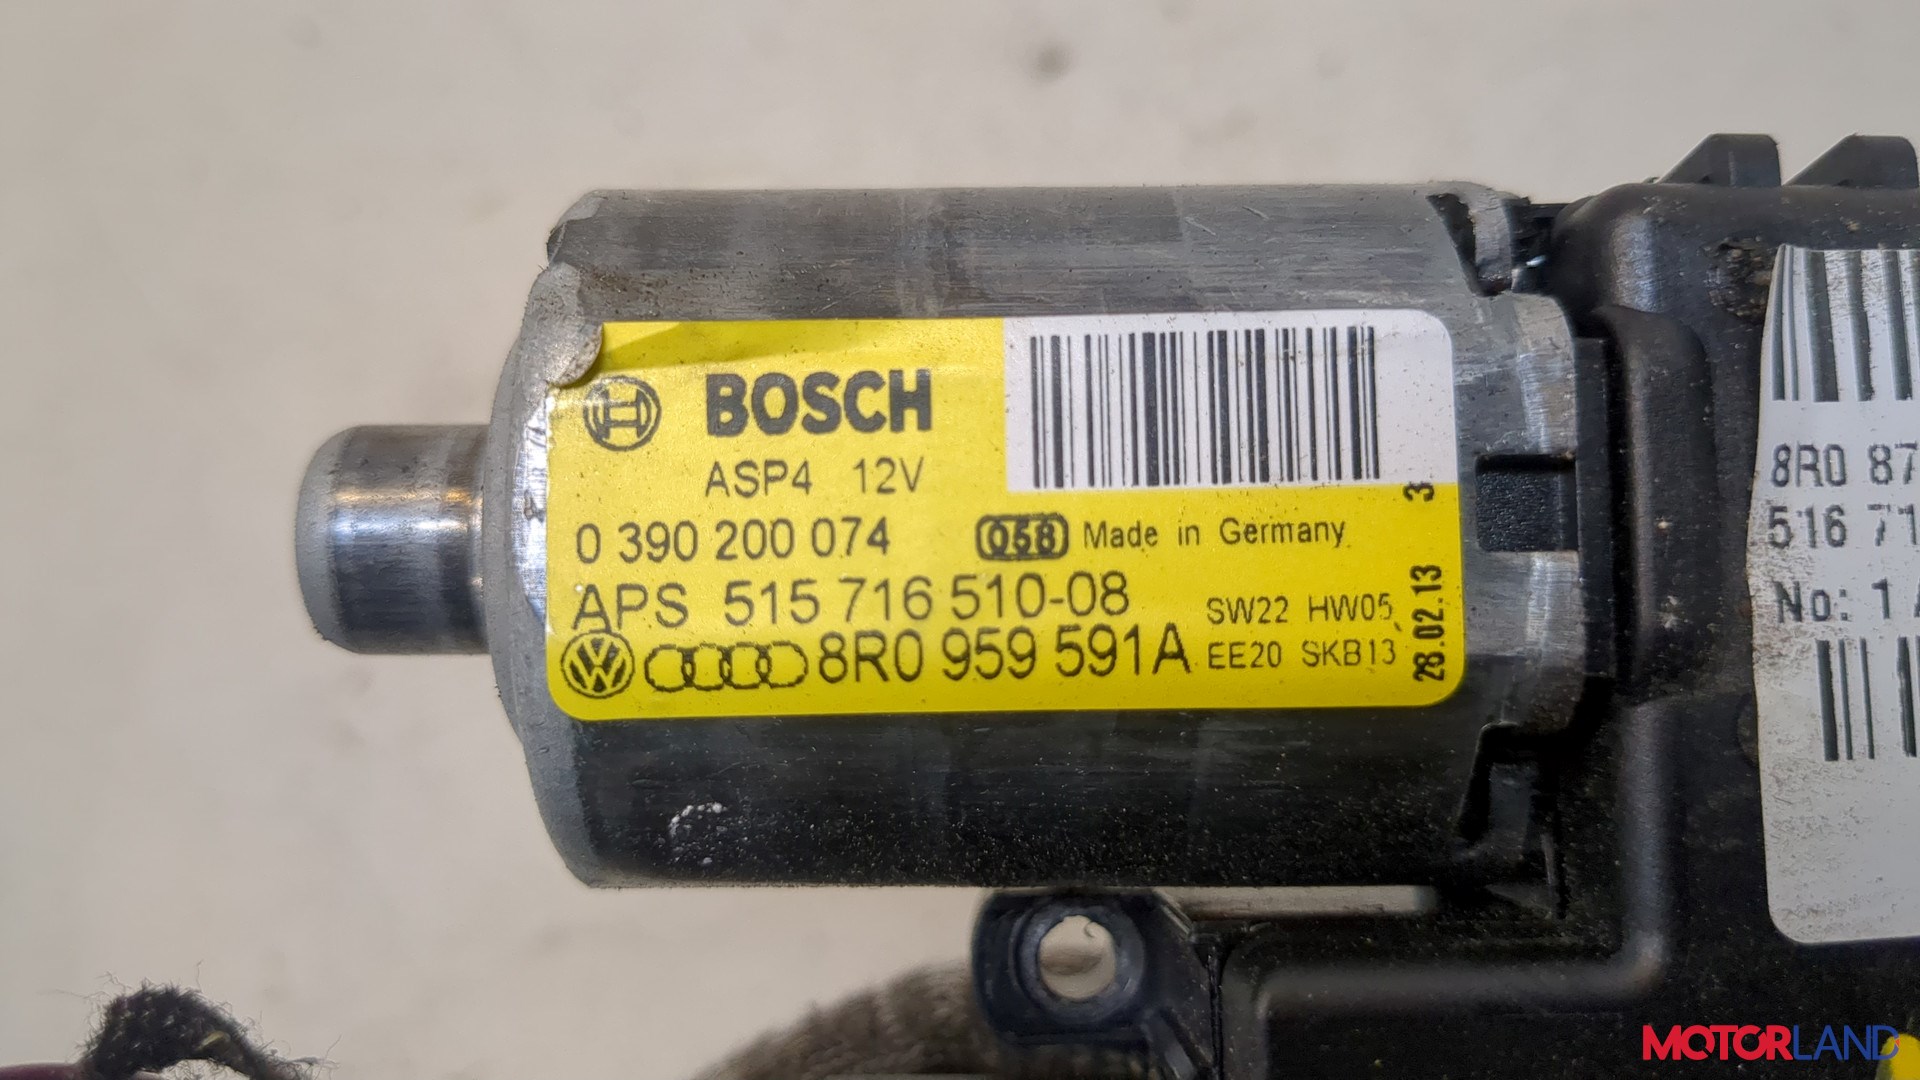 BOSCH
ASP4 12V
0 390 200 074
058 Made in Germany
APS 515 716 510-08
8R0 959 591A
SW22 HW05
EE20 SKB13
28.02.13 3
8R0 87
516 71
No: 1
MOTORLAND